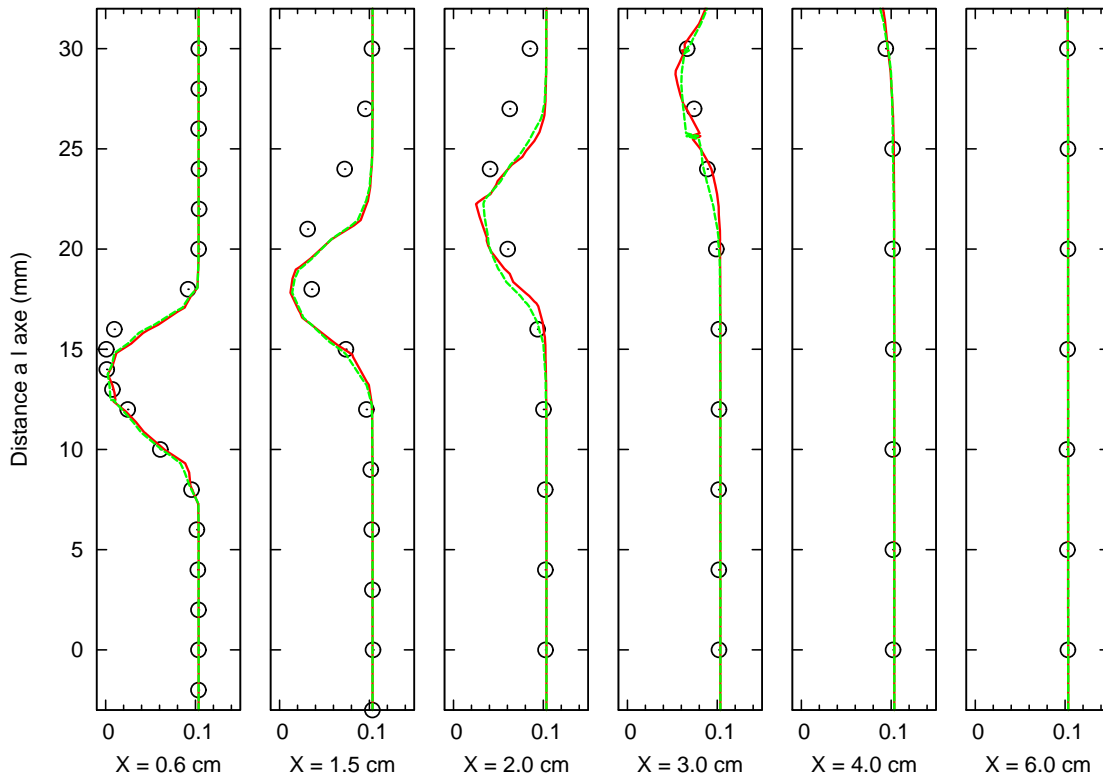 30
25
20
15
10
5
0
Distance a l axe (mm)
0 0.1 0 0.1 0 0.1 0 0.1 0 0.1 0 0.1
X = 0.6 cm X = 1.5 cm X = 2.0 cm X = 3.0 cm X = 4.0 cm X = 6.0 cm